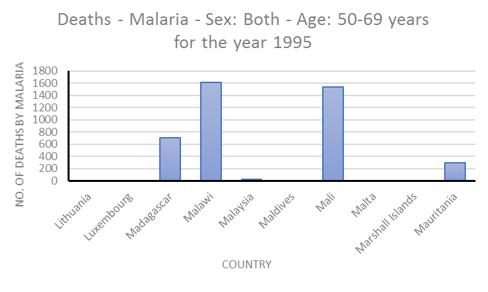 Deaths - Malaria - Sex: Both - Age: 50-69 years
for the year 1995
NO. OF DEATHS BY MALARIA
1800
1600
1400
1200
1000
800
600
400
200
0
Lithuania
Luxembourg
Madagascar
Malawi
Malaysia
Maldives
Mali
Malta
Marshall Islands
Mauritania
COUNTRY